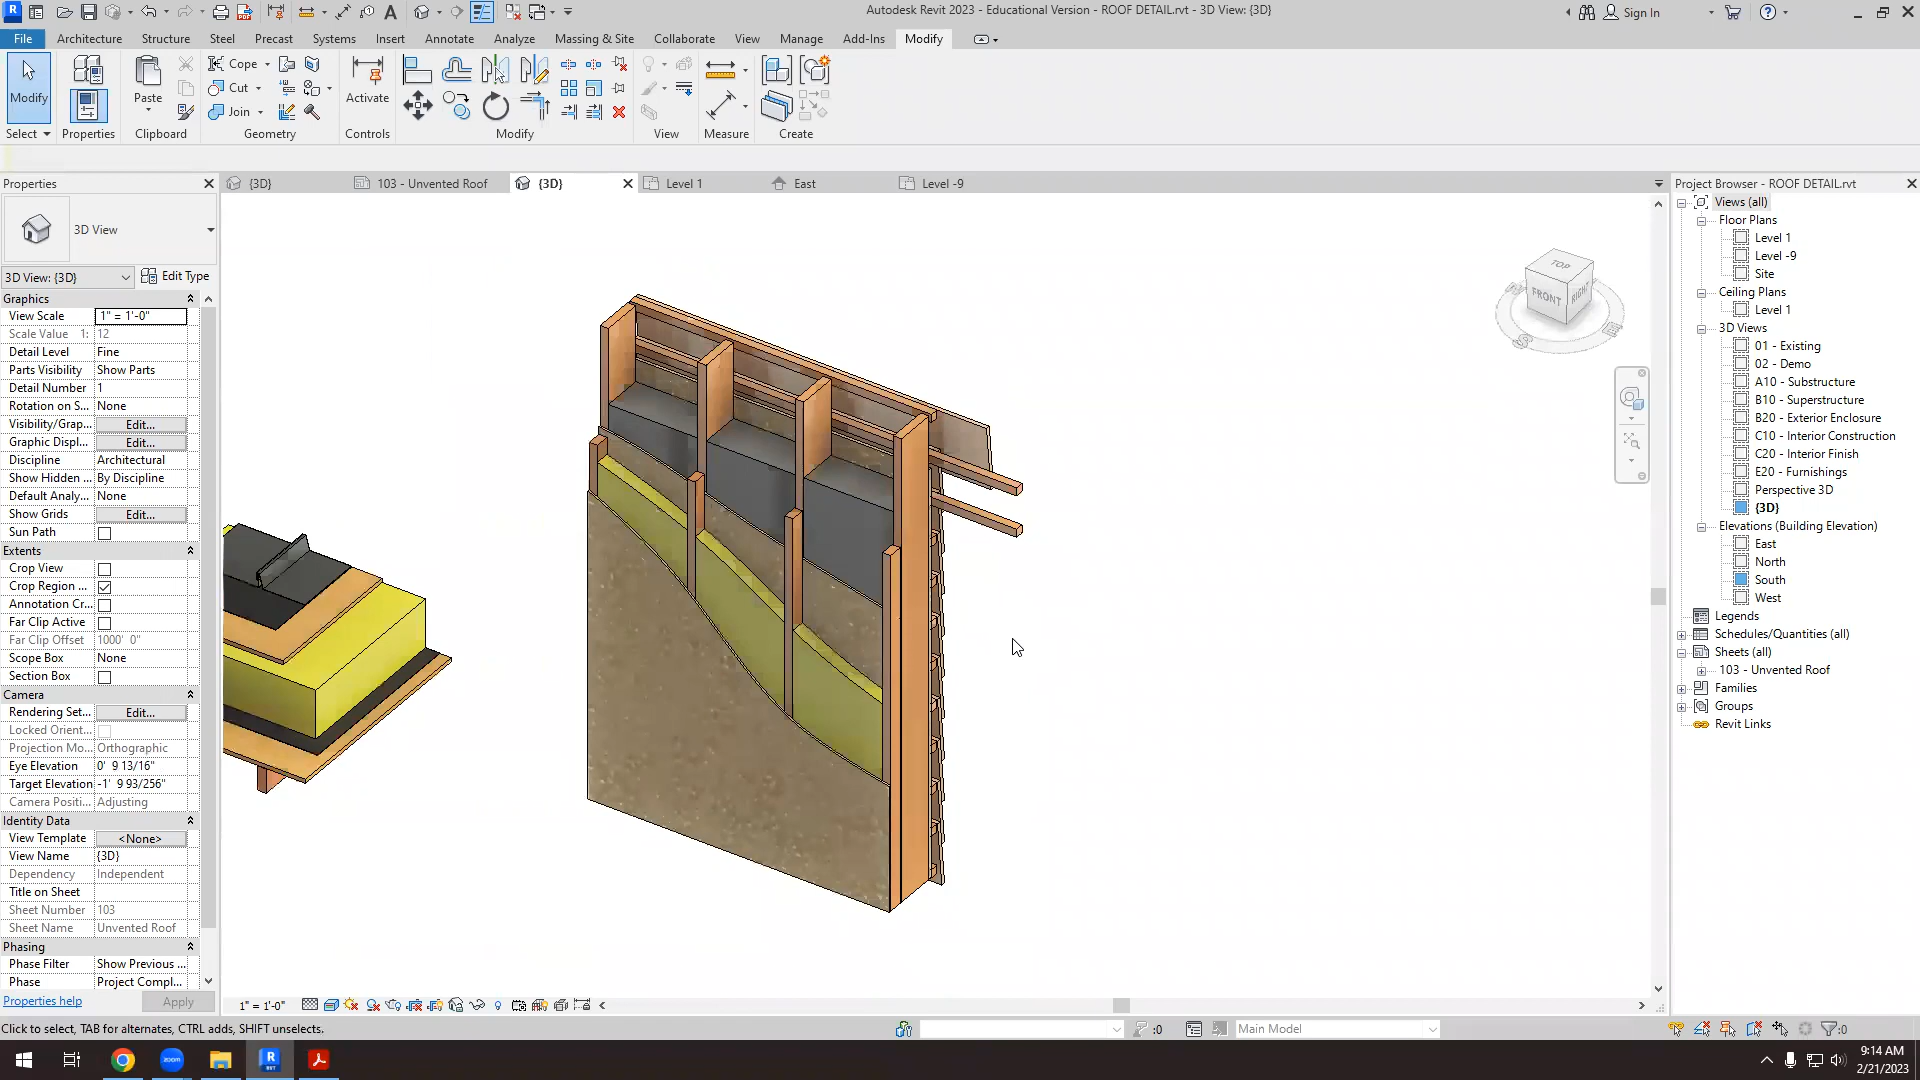 Autodesk Revit 2023 - Educational Version - ROOF DETAIL.rvt - 3D View: {3D}
Sign In
File Architecture Structure Steel Precast Systems Insert Annotate Analyze Massing & Site Collaborate View Manage Add-Ins Modify
Modify
Paste
Cope
Cut
Join
Activate
Select Properties Clipboard Geometry Controls Modify View Measure Create
Properties
{3D}
103 - Unvented Roof
{3D}
Level 1
East
Level -9
Project Browser - ROOF DETAIL.rvt
3D View
3D View: {3D} Edit Type
Graphics
View Scale 1" = 1'-0"
Scale Value 1: 12
Detail Level Fine
Parts Visibility Show Parts
Detail Number 1
Rotation on S... None
Visibility/Grap... Edit...
Graphic Displ... Edit...
Discipline Architectural
Show Hidden ... By Discipline
Default Analy... None
Show Grids Edit...
Sun Path
Extents
Crop View
Crop Region ...
Annotation Cr...
Far Clip Active
Far Clip Offset 1000' 0"
Scope Box None
Section Box
Camera
Rendering Set... Edit...
Locked Orient...
Projection Mo... Orthographic
Eye Elevation 0' 9 13/16"
Target Elevation -1' 9 93/256"
Camera Positi... Adjusting
Identity Data
View Template <None>
View Name {3D}
Dependency Independent
Title on Sheet
Sheet Number 103
Sheet Name Unvented Roof
Phasing
Phase Filter Show Previous ...
Phase Project Compl...
Properties help Apply
TOP
FRONT
RIGHT
S
E
Views (all)
Floor Plans
Level 1
Level -9
Site
Ceiling Plans
Level 1
3D Views
01 - Existing
02 - Demo
A10 - Substructure
B10 - Superstructure
B20 - Exterior Enclosure
C10 - Interior Construction
C20 - Interior Finish
E20 - Furnishings
Perspective 3D
{3D}
Elevations (Building Elevation)
East
North
South
West
Legends
Schedules/Quantities (all)
Sheets (all)
103 - Unvented Roof
Families
Groups
Revit Links
1" = 1'-0"
Click to select, TAB for alternates, CTRL adds, SHIFT unselects.
:0
Main Model
:0
zoom
R
RVT
9:14 AM
2/21/2023